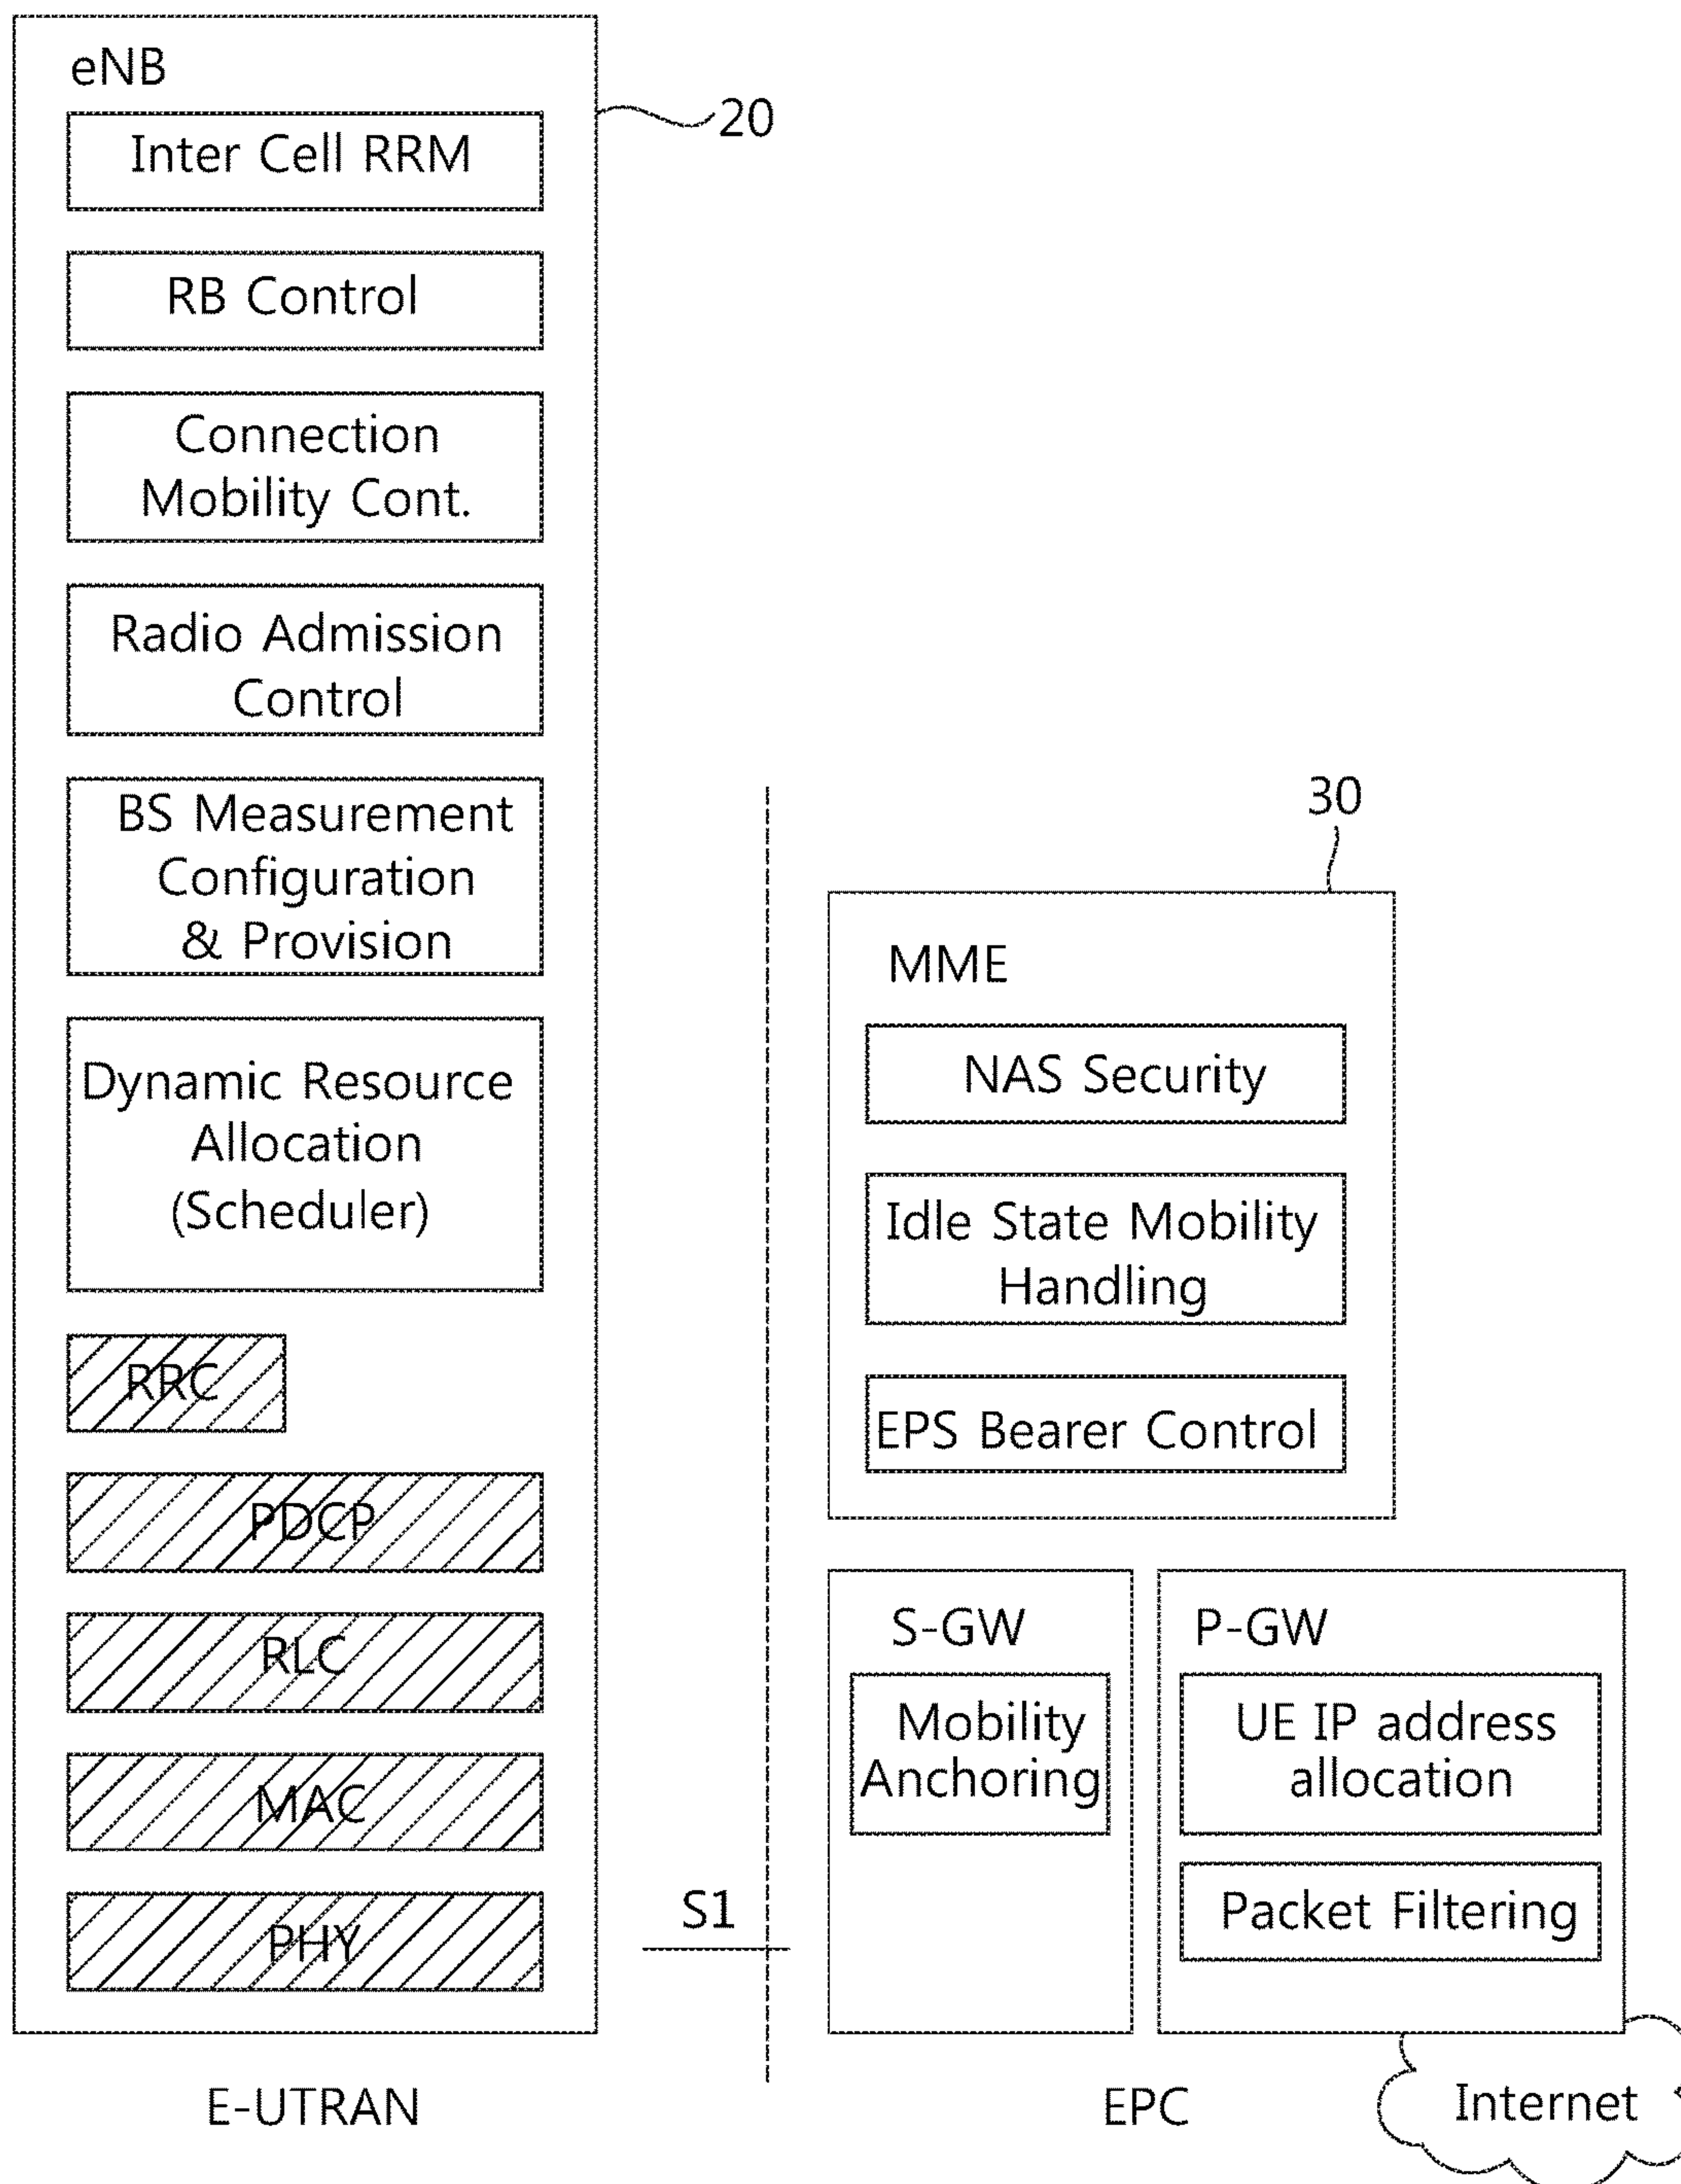 eNB
20
Inter Cell RRM
RB Control
Connection
Mobility Cont.
Radio Admission
Control
BS Measurement
Configuration
& Provision
Dynamic Resource
Allocation
(Scheduler)
RRC
PDCP
RLC
MAC
PHY
S1
30
MME
NAS Security
Idle State Mobility
Handling
EPS Bearer Control
S-GW
Mobility
Anchoring
P-GW
UE IP address
allocation
Packet Filtering
E-UTRAN
EPC
Internet